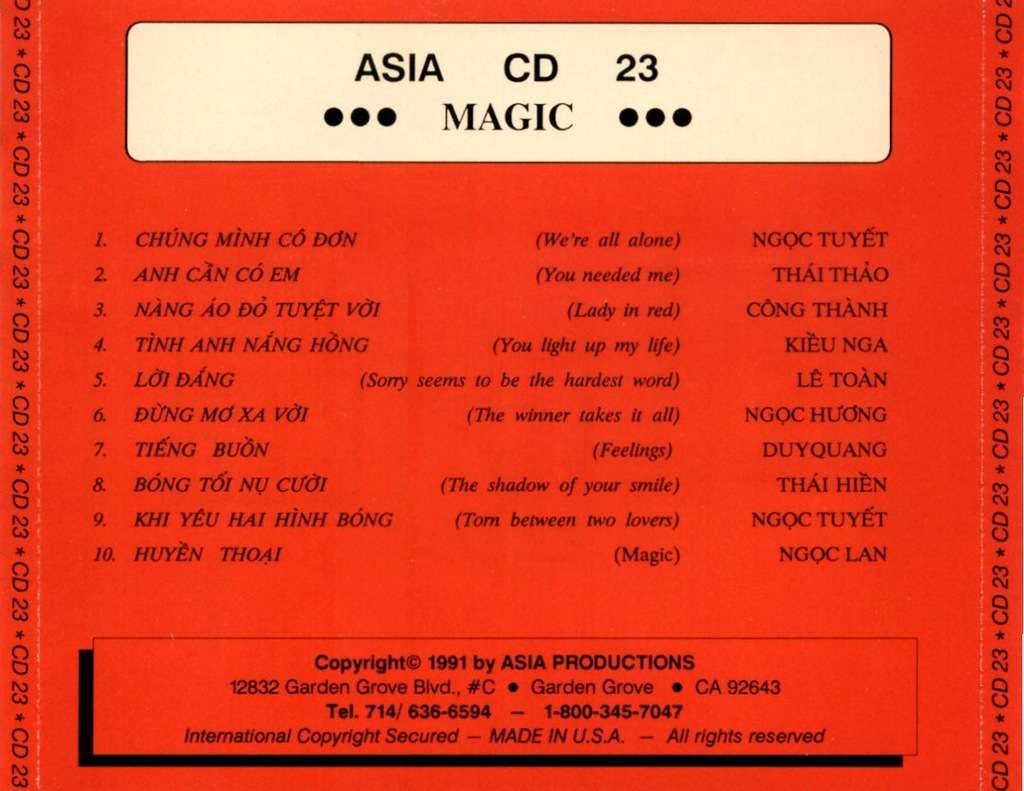 ASIA CD 23
●●● MAGIC ●●●
1. CHÚNG MÌNH CÔ ĐƠN (We're all alone) NGỌC TUYẾT
2. ANH CẦN CÓ EM (You needed me) THÁI THẢO
3. NÀNG ÁO ĐỎ TUYỆT VỜI (Lady in red) CÔNG THÀNH
4. TÌNH ANH NẮNG HỒNG (You light up my life) KIỀU NGA
5. LỜI ĐẮNG (Sorry seems to be the hardest word) LÊ TOÀN
6. ĐỪNG MƠ XA VỜI (The winner takes it all) NGỌC HƯƠNG
7. TIẾNG BUỒN (Feelings) DUYQUANG
8. BÓNG TỐI NỤ CƯỜI (The shadow of your smile) THÁI HIỀN
9. KHI YÊU HAI HÌNH BÓNG (Torn between two lovers) NGỌC TUYẾT
10. HUYỀN THOẠI (Magic) NGỌC LAN
Copyright© 1991 by ASIA PRODUCTIONS
12832 Garden Grove Blvd., #C ● Garden Grove ● CA 92643
Tel. 714/ 636-6594 — 1-800-345-7047
International Copyright Secured — MADE IN U.S.A. — All rights reserved
D 23 * CD 23 * CD 23 * CD 23 * CD 23 * CD 23 * CD 23 * CD 23 * CD 23 * CD 23
CD 23 * CD 23 * CD 23 * CD 23 * CD 23 * CD 23 * CD 23 * CD 23 * CD 23 * CD 2